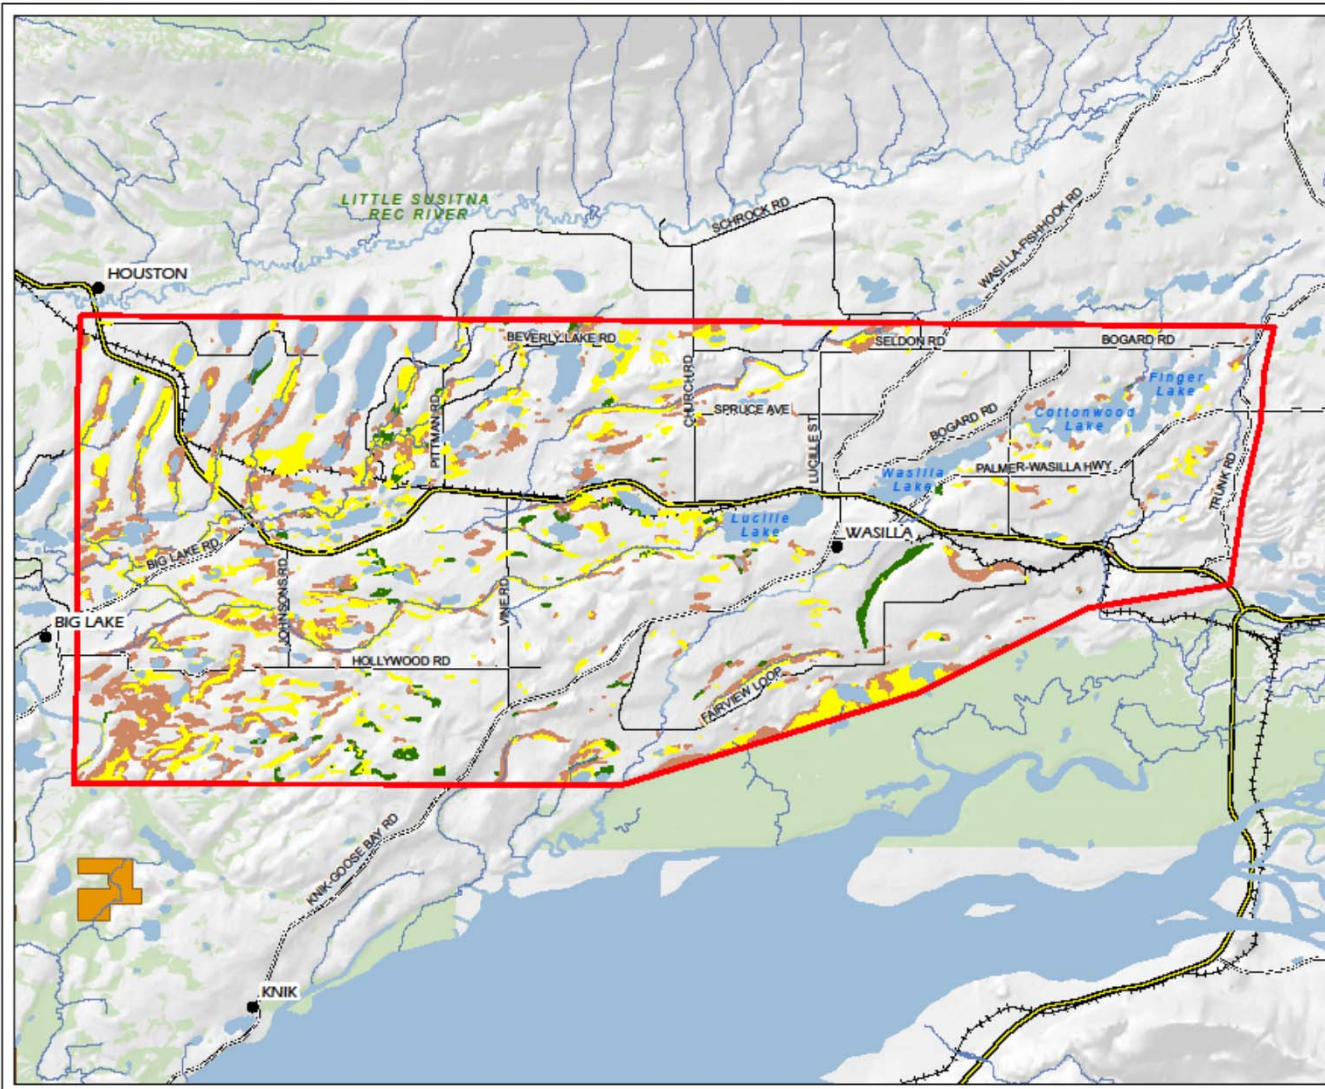 LITTLE SUSITNA
REC RIVER
SCHROCK RD
WASILLA-FISHHOOK RD
HOUSTON
BEVERLY LAKE RD
SELDON RD
BOGARD RD
Finger
Lake
CHURCH RD
PITTMAN RD
SPRUCE AVE
LUCILLE ST
BOGARD RD
Cottonwood
Lake
Wasilla
Lake
PALMER-WASILLA HWY
TRUNK RD
Lucille
Lake
WASILLA
BIG LAKE RD
JOHNSONS RD
VINE RD
BIG LAKE
HOLLYWOOD RD
FAIRVIEW LOOP
KNIK-GOOSE BAY RD
KNIK